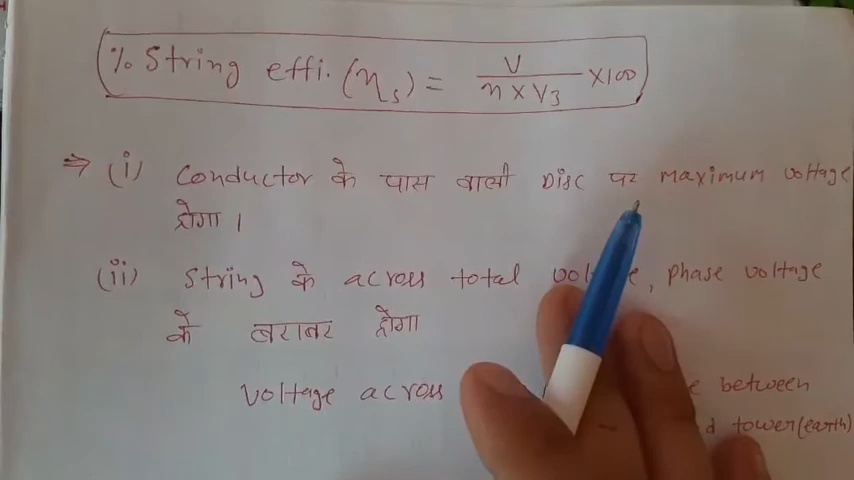 % String effi. (ηs) = V / n × V3 × 100
⇒ (i) Conductor के पास वाली Disc पर maximum voltage
होगा ।
(ii) String के across total , phase voltage
के बराबर होगा
Voltage across between
tower(earth)